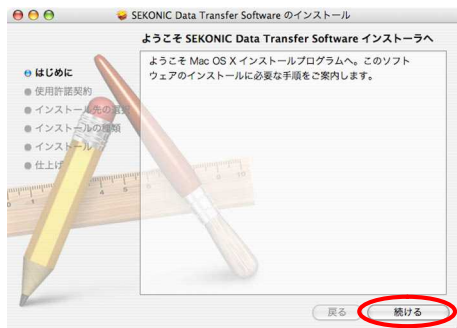 SEKONIC Data Transfer Software のインストール
ようこそ SEKONIC Data Transfer Software インストーラへ
はじめに
使用許諾契約
インストール先の選択
インストールの種類
インストール
仕上げ
ようこそ Mac OS X インストールプログラムへ。このソフト
ウェアのインストールに必要な手順をご案内します。
戻る
続ける